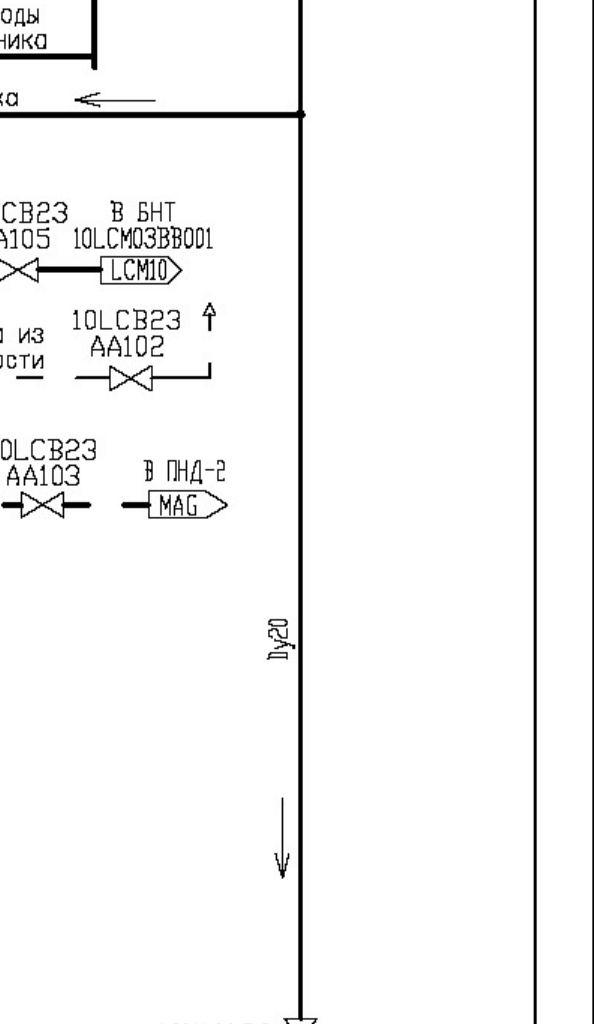 оды
ника
ка
CB23
A105
В БНТ
10LCM03BB001
LCM10
из
ости
10LCB23
AA102
0LCB23
AA103
В ПНД-2
MAG
Dy20